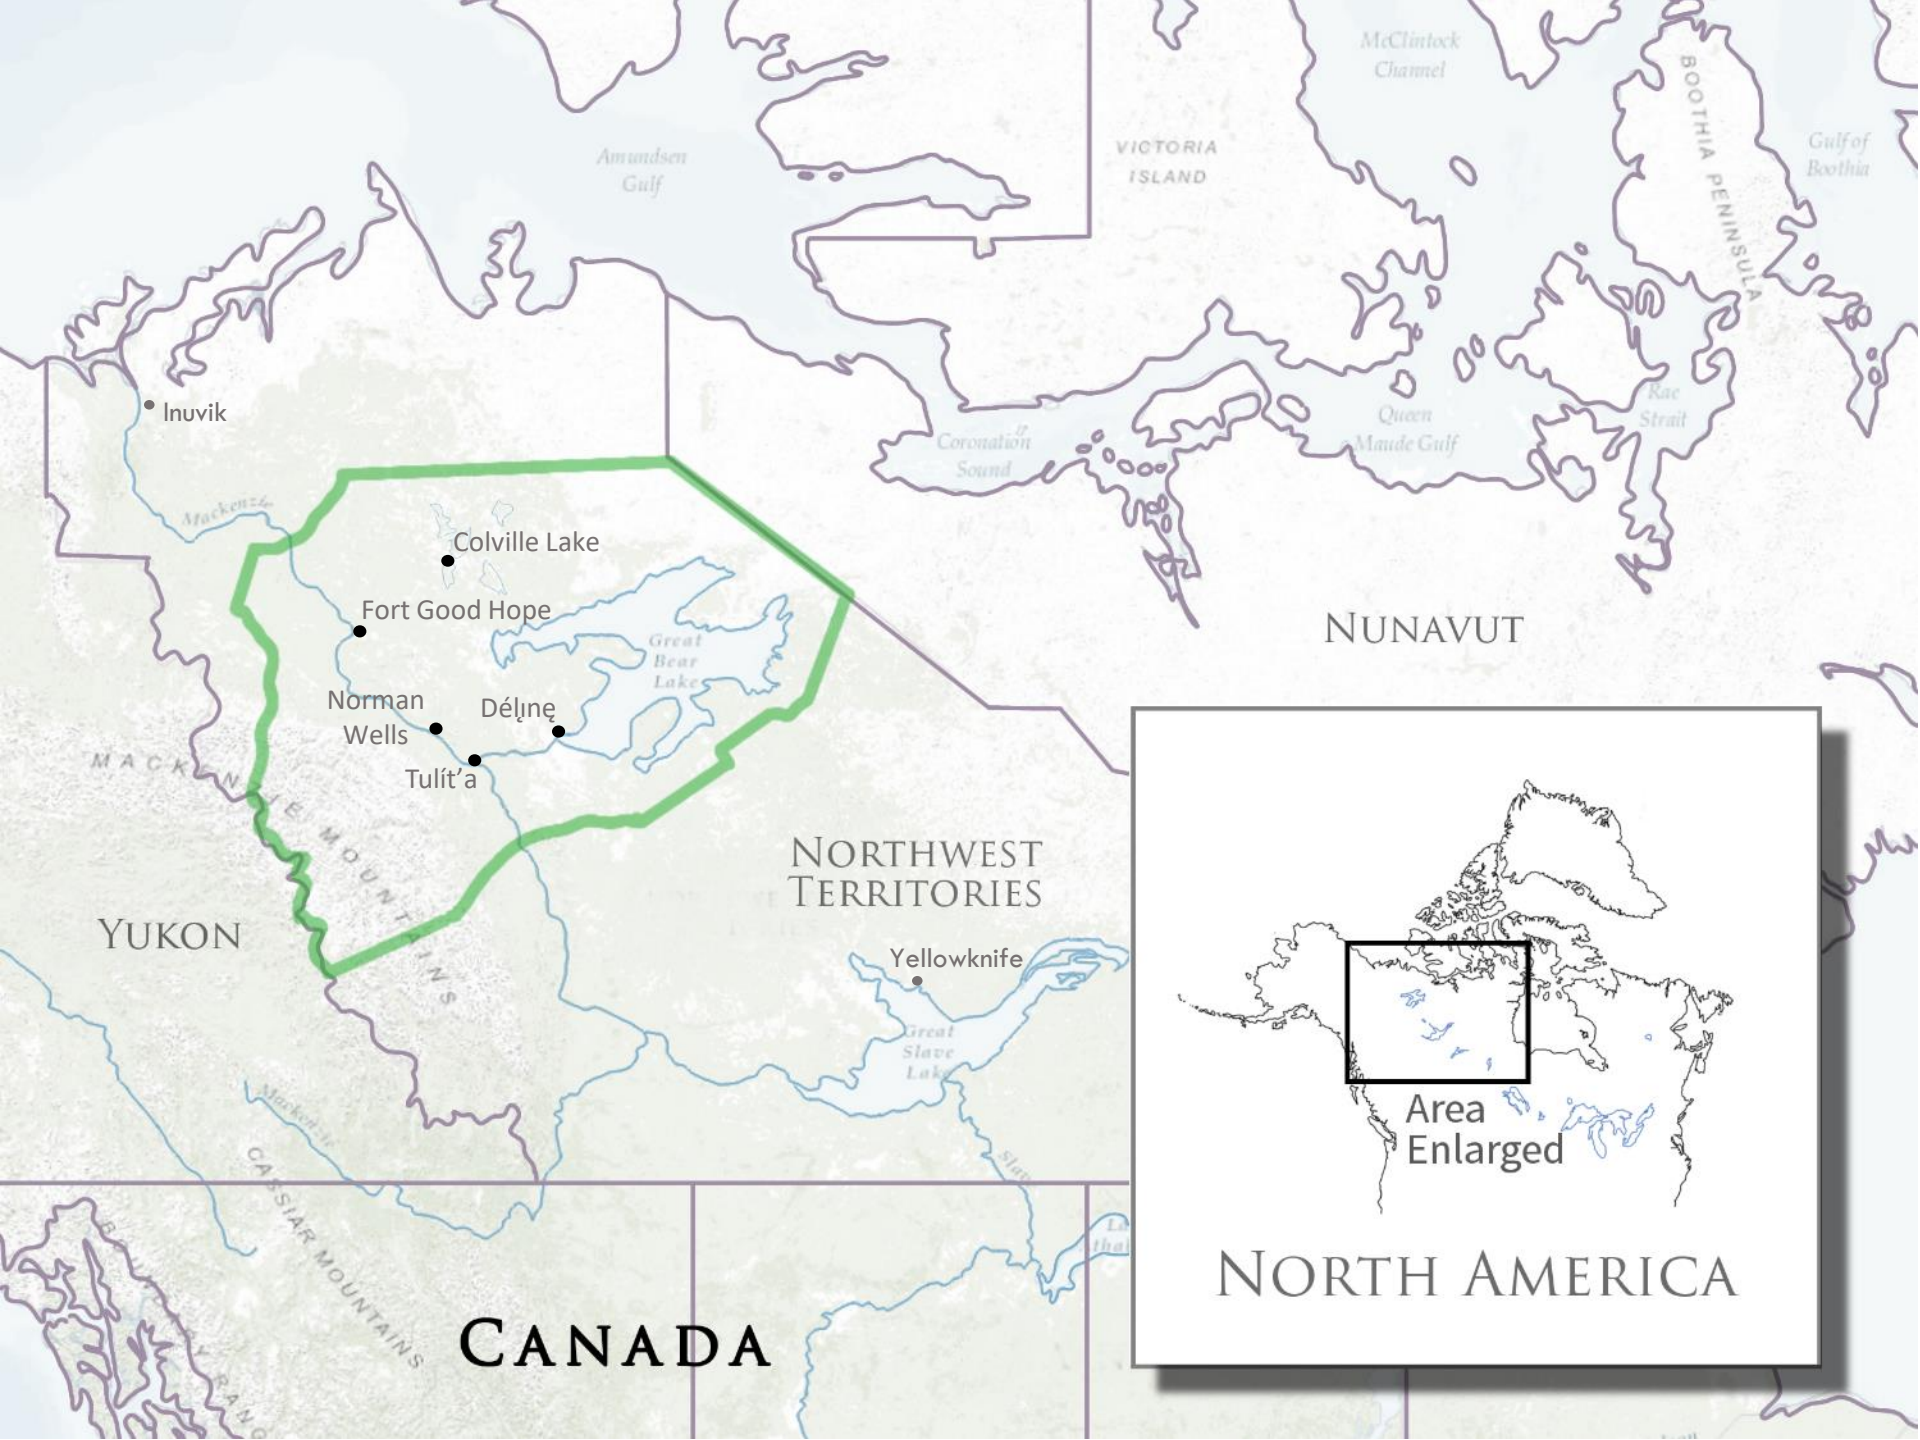 McClintock
Channel
BOOTHIA PENINSULA
Gulf of
Boothia
VICTORIA
ISLAND
Amundsen
Gulf
Inuvik
Rae
Strait
Queen
Maude Gulf
Coronation
Sound
Mackenzie
Colville Lake
Fort Good Hope
Great
Bear
Lake
NUNAVUT
Norman
Wells
Délı̨nę
Tulít’a
MACKENZIE MOUNTAINS
NORTHWEST
TERRITORIES
YUKON
Yellowknife
Great
Slave
Lake
Mackenzie
Slave
CASSIAR MOUNTAINS
CANADA
Area
Enlarged
NORTH AMERICA